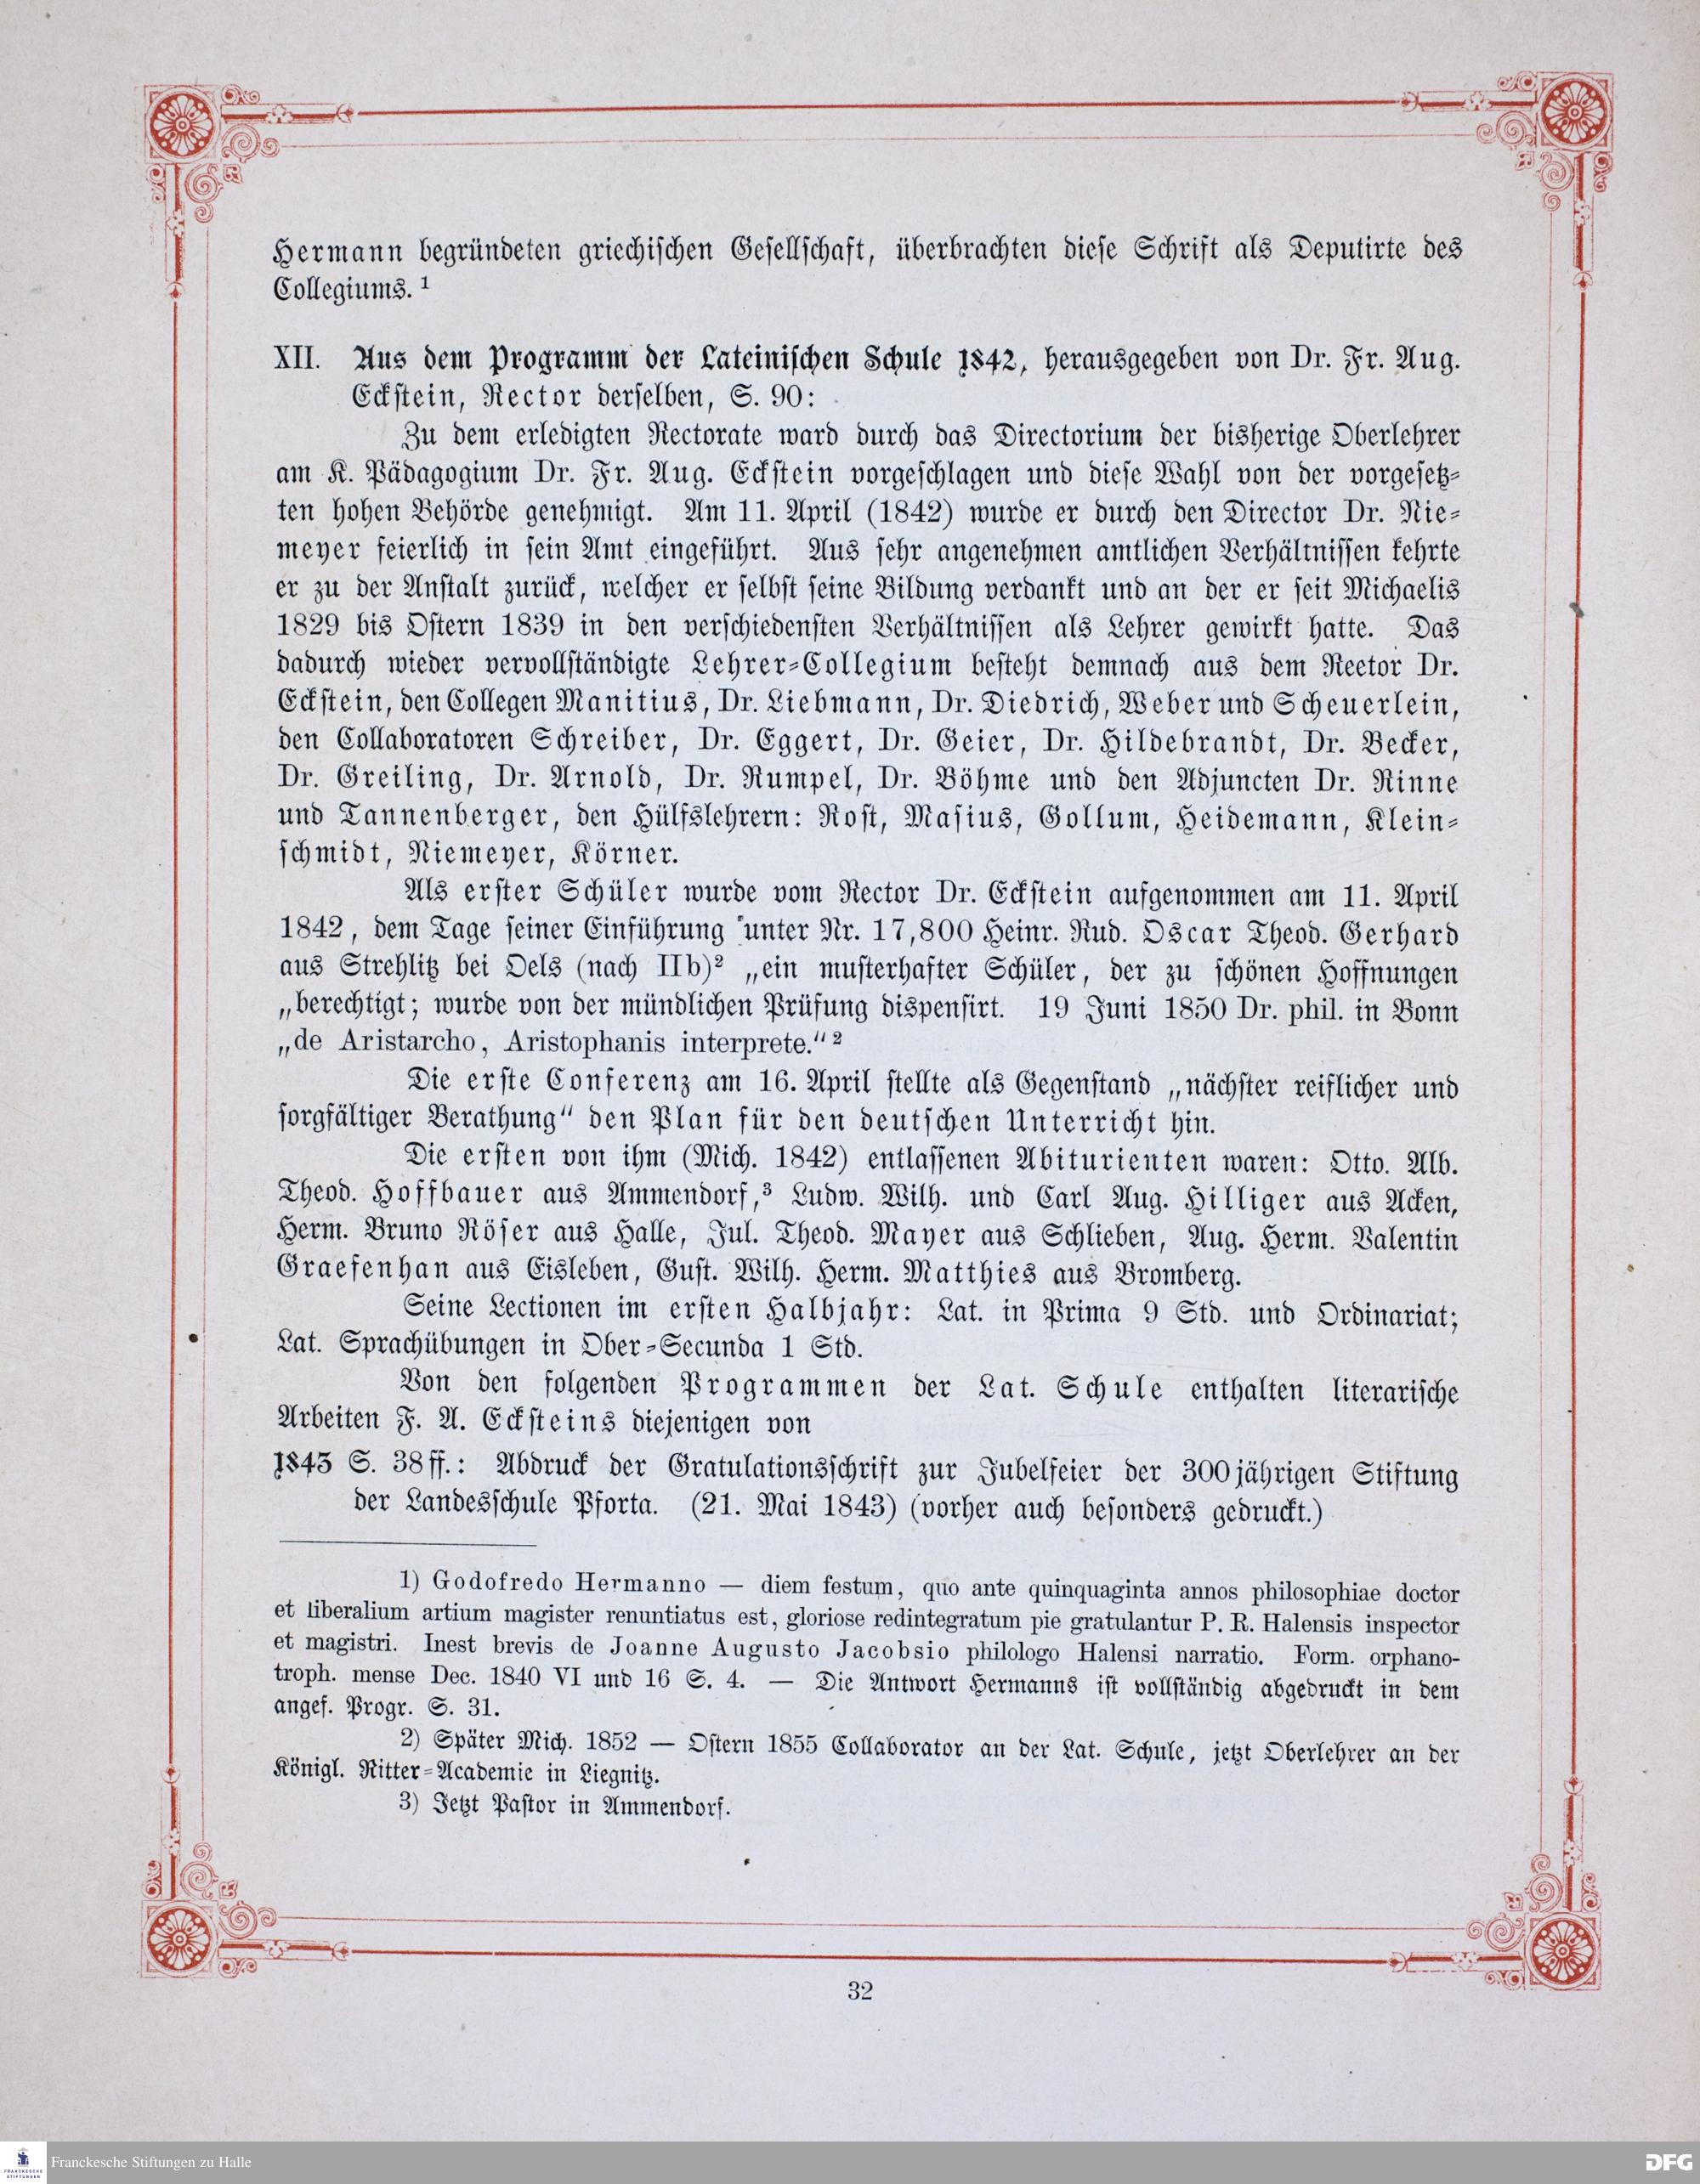 Hermann begründeten griechischen Gesellschaft, überbrachten diese Schrift als Deputirte des
Collegiums. ¹
XII. Aus dem Programm der Lateinischen Schule 1842, herausgegeben von Dr. Fr. Aug.
Eckstein, Rector derselben, S. 90:
Zu dem erledigten Rectorate ward durch das Directorium der bisherige Oberlehrer
am K. Pädagogium Dr. Fr. Aug. Eckstein vorgeschlagen und diese Wahl von der vorgesetz-
ten hohen Behörde genehmigt. Am 11. April (1842) wurde er durch den Director Dr. Nie-
meyer feierlich in sein Amt eingeführt. Aus sehr angenehmen amtlichen Verhältnissen kehrte
er zu der Anstalt zurück, welcher er selbst seine Bildung verdankt und an der er seit Michaelis
1829 bis Ostern 1839 in den verschiedensten Verhältnissen als Lehrer gewirkt hatte. Das
dadurch wieder vervollständigte Lehrer-Collegium besteht demnach aus dem Reetor Dr.
Eckstein, den Collegen Manitius, Dr. Liebmann, Dr. Diedrich, Weber und Scheuerlein,
den Collaboratoren Schreiber, Dr. Eggert, Dr. Geier, Dr. Hildebrandt, Dr. Becker,
Dr. Greiling, Dr. Arnold, Dr. Rumpel, Dr. Böhme und den Adjuncten Dr. Rinne
und Tannenberger, den Hülfslehrern: Rost, Masius, Gollum, Heidemann, Klein-
schmidt, Niemeyer, Körner.
Als erster Schüler wurde vom Rector Dr. Eckstein aufgenommen am 11. April
1842, dem Tage seiner Einführung unter Nr. 17,800 Heinr. Rud. Oscar Theod. Gerhard
aus Strehlitz bei Oels (nach IIb)² „ein musterhafter Schüler, der zu schönen Hoffnungen
„berechtigt; wurde von der mündlichen Prüfung dispensirt. 19 Juni 1850 Dr. phil. in Bonn
„de Aristarcho, Aristophanis interprete.“ ²
Die erste Conferenz am 16. April stellte als Gegenstand „nächster reiflicher und
sorgfältiger Berathung“ den Plan für den deutschen Unterricht hin.
Die ersten von ihm (Mich. 1842) entlassenen Abiturienten waren: Otto. Alb.
Theod. Hoffbauer aus Ammendorf,³ Ludw. Wilh. und Carl Aug. Hilliger aus Acken,
Herm. Bruno Röser aus Halle, Jul. Theod. Mayer aus Schlieben, Aug. Herm. Valentin
Graefenhan aus Eisleben, Gust. Wilh. Herm. Matthies aus Bromberg.
Seine Lectionen im ersten Halbjahr: Lat. in Prima 9 Std. und Ordinariat;
Lat. Sprachübungen in Ober-Secunda 1 Std.
Von den folgenden Programmen der Lat. Schule enthalten literarische
Arbeiten F. A. Ecksteins diejenigen von
1843 S. 38 ff.: Abdruck der Gratulationsschrift zur Jubelfeier der 300jährigen Stiftung
der Landesschule Pforta. (21. Mai 1843) (vorher auch besonders gedruckt.)
1) Godofredo Hermanno — diem festum, quo ante quinquaginta annos philosophiae doctor
et liberalium artium magister renuntiatus est, gloriose redintegratum pie gratulantur P. R. Halensis inspector
et magistri. Inest brevis de Joanne Augusto Jacobsio philologo Halensi narratio. Form. orphano-
troph. mense Dec. 1840 VI und 16 S. 4. — Die Antwort Hermanns ist vollständig abgedruckt in dem
angef. Progr. S. 31.
2) Später Mich. 1852 — Ostern 1855 Collaborator an der Lat. Schule, jetzt Oberlehrer an der
Königl. Ritter-Academie in Liegnitz.
3) Jetzt Pastor in Ammendorf.
32
FRANCKESCHE
STIFTUNGEN
Franckesche Stiftungen zu Halle
DFG